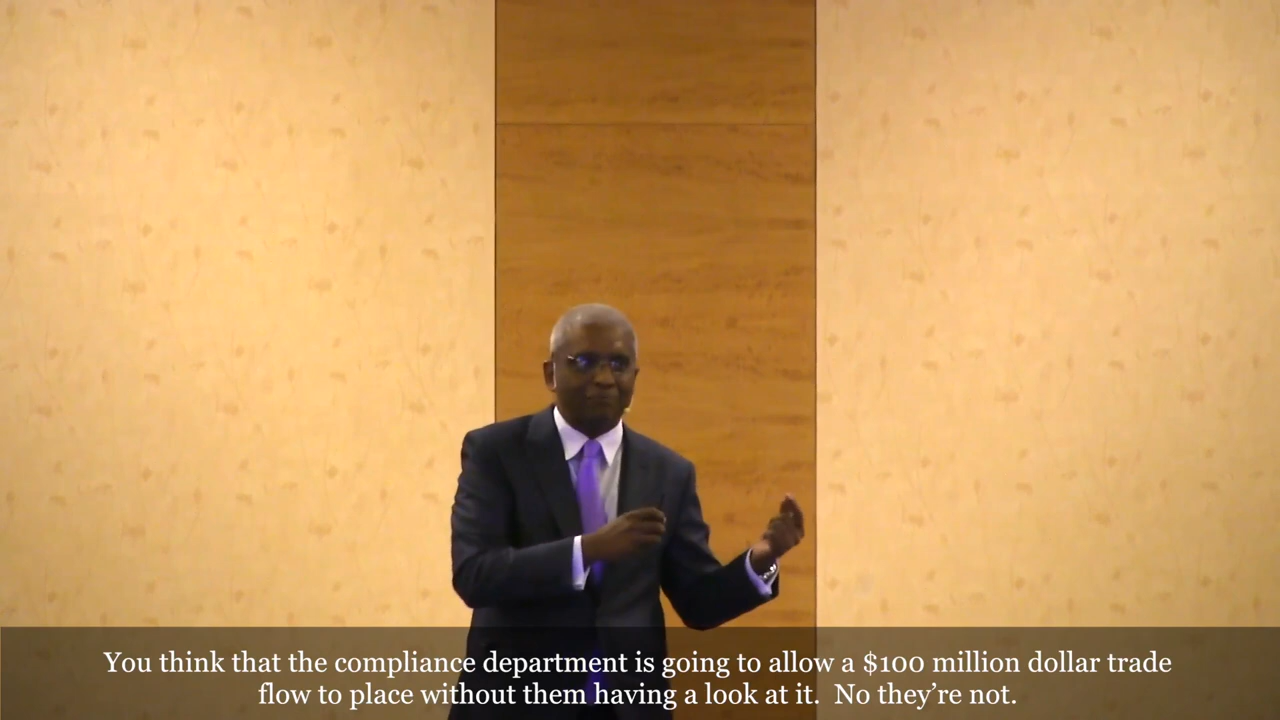 You think that the compliance department is going to allow a $100 million dollar trade
flow to place without them having a look at it.  No they’re not.